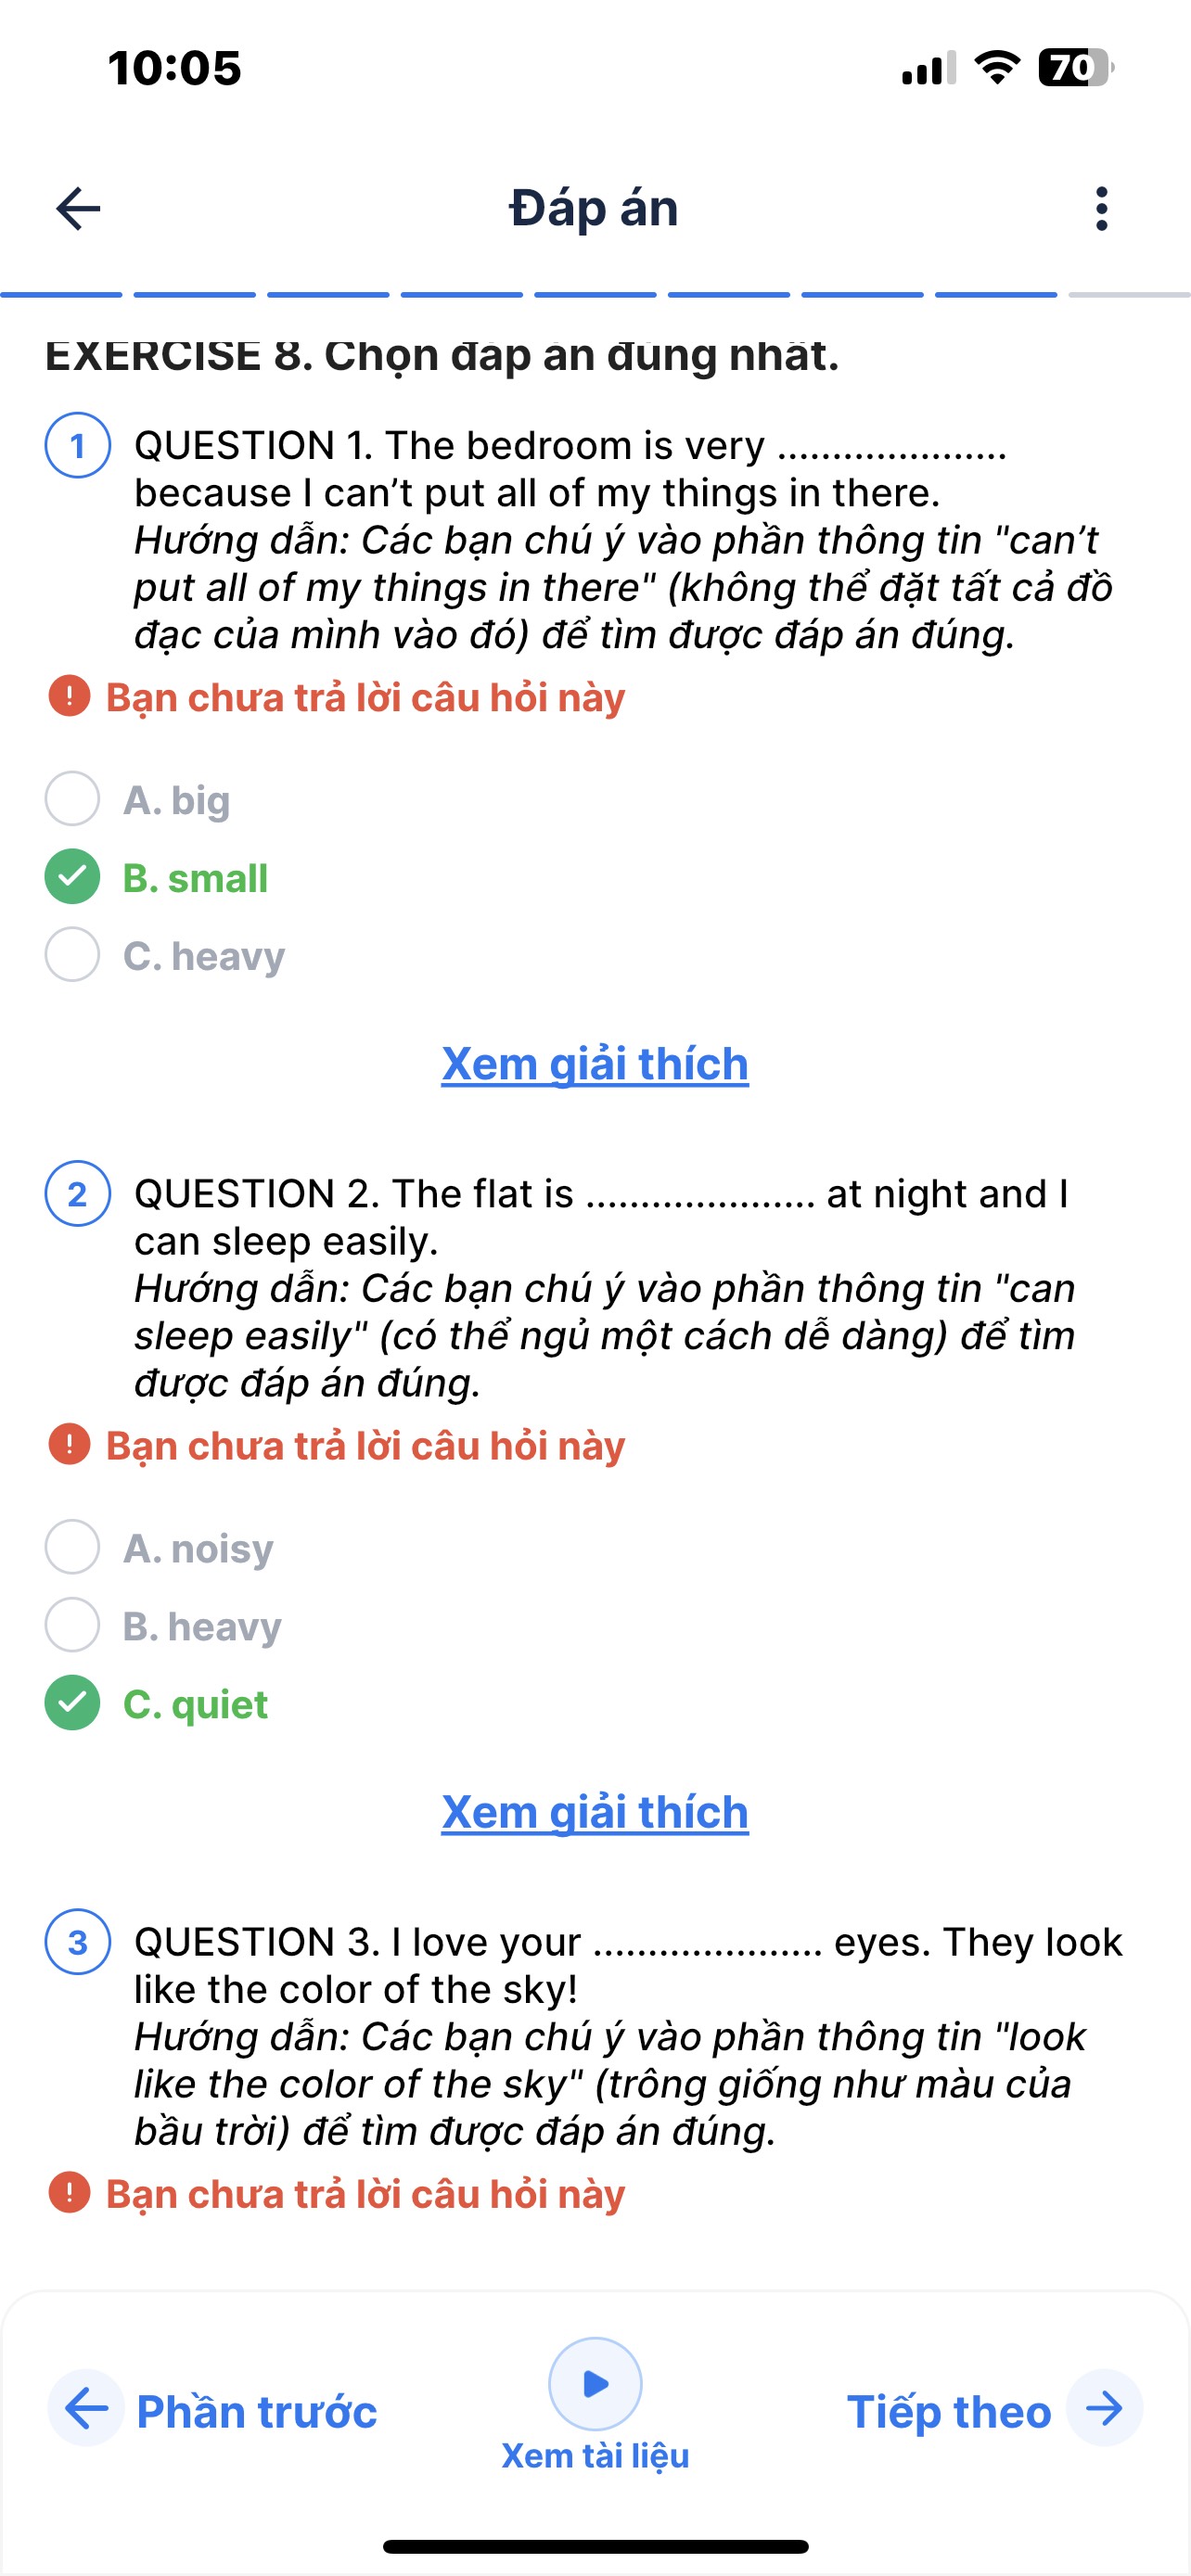 10:05
70
Đáp án
EXERCISE 8. Chọn đáp án đúng nhất.
1
QUESTION 1. The bedroom is very .....................
because I can’t put all of my things in there.
Hướng dẫn: Các bạn chú ý vào phần thông tin "can’t
put all of my things in there" (không thể đặt tất cả đồ
đạc của mình vào đó) để tìm được đáp án đúng.
! Bạn chưa trả lời câu hỏi này
A. big
B. small
C. heavy
Xem giải thích
2
QUESTION 2. The flat is ..................... at night and I
can sleep easily.
Hướng dẫn: Các bạn chú ý vào phần thông tin "can
sleep easily" (có thể ngủ một cách dễ dàng) để tìm
được đáp án đúng.
! Bạn chưa trả lời câu hỏi này
A. noisy
B. heavy
C. quiet
Xem giải thích
3
QUESTION 3. I love your ..................... eyes. They look
like the color of the sky!
Hướng dẫn: Các bạn chú ý vào phần thông tin "look
like the color of the sky" (trông giống như màu của
bầu trời) để tìm được đáp án đúng.
! Bạn chưa trả lời câu hỏi này
Phần trước
Xem tài liệu
Tiếp theo